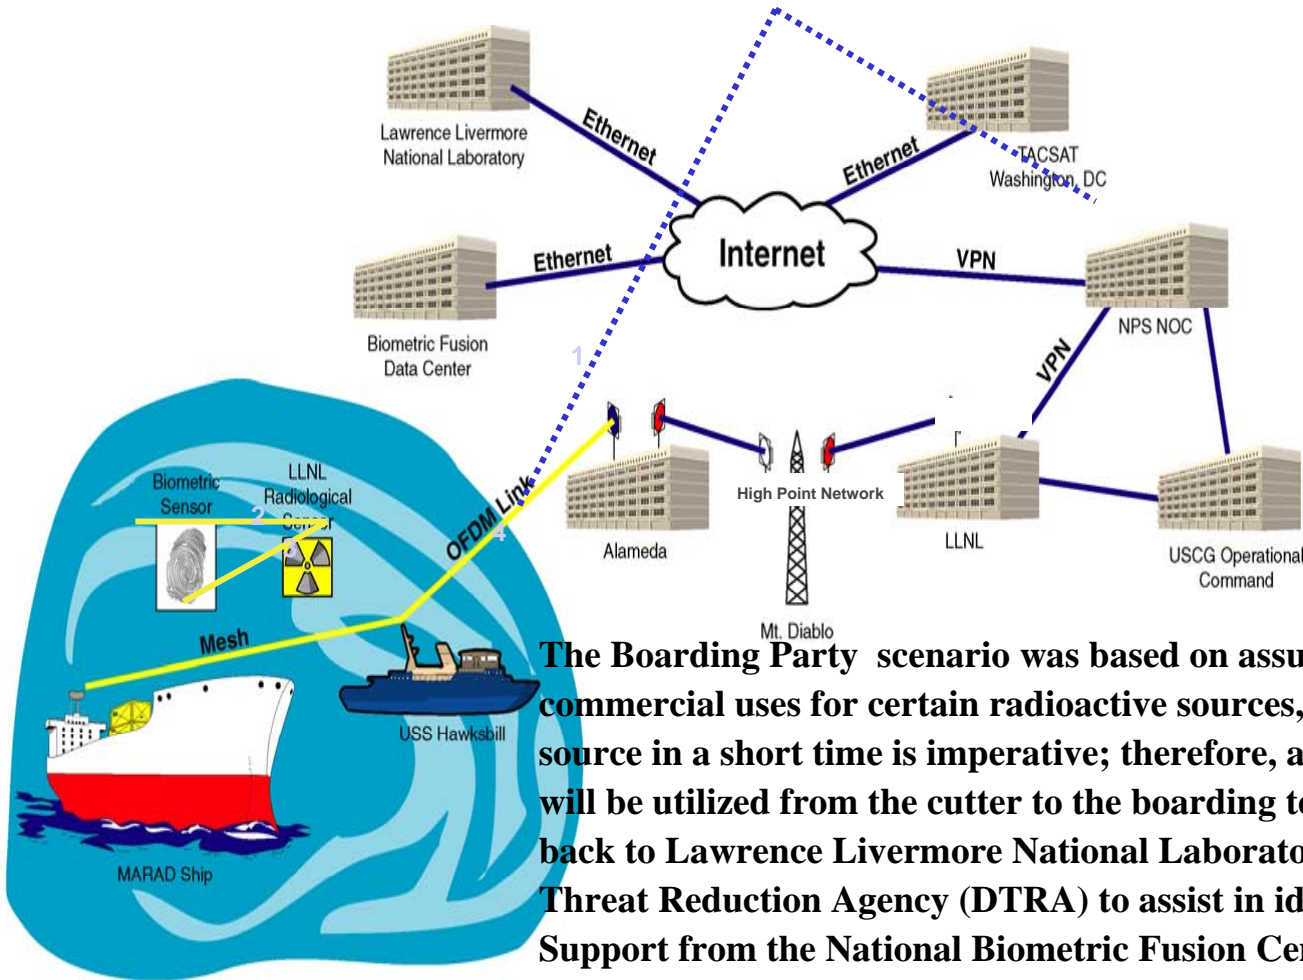 Lawrence Livermore
National Laboratory
Ethernet
Ethernet
TACSAT
Washington, DC
Internet
Ethernet
VPN
Biometric Fusion
Data Center
NPS NOC
VPN
1
Biometric
Sensor
LLNL
Radiological
Sensor
2
3
OFDM Link
4
High Point Network
Alameda
LLNL
USCG Operational
Command
Mt. Diablo
Mesh
USS Hawksbill
MARAD Ship
The Boarding Party scenario was based on assu
commercial uses for certain radioactive sources,
source in a short time is imperative; therefore, a
will be utilized from the cutter to the boarding te
back to Lawrence Livermore National Laborato
Threat Reduction Agency (DTRA) to assist in id
Support from the National Biometric Fusion Cen